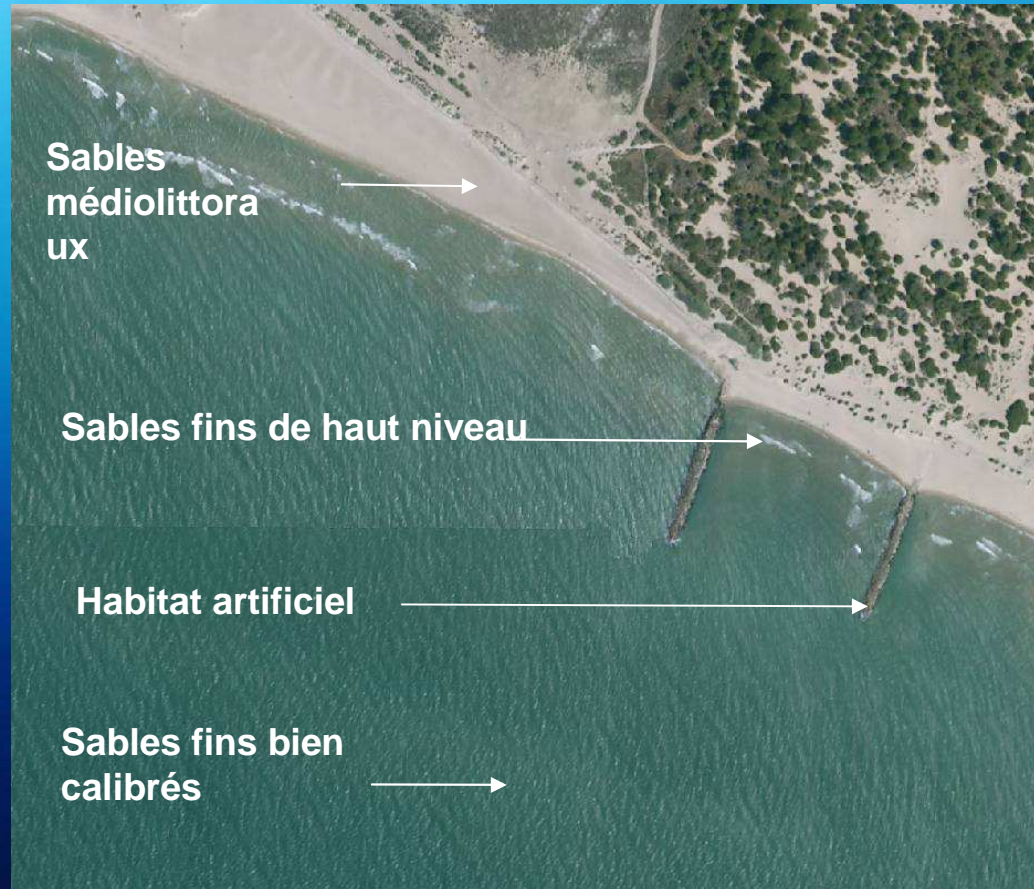 Sables
médiolittora
ux
Sables fins de haut niveau
Habitat artificiel
Sables fins bien
calibrés